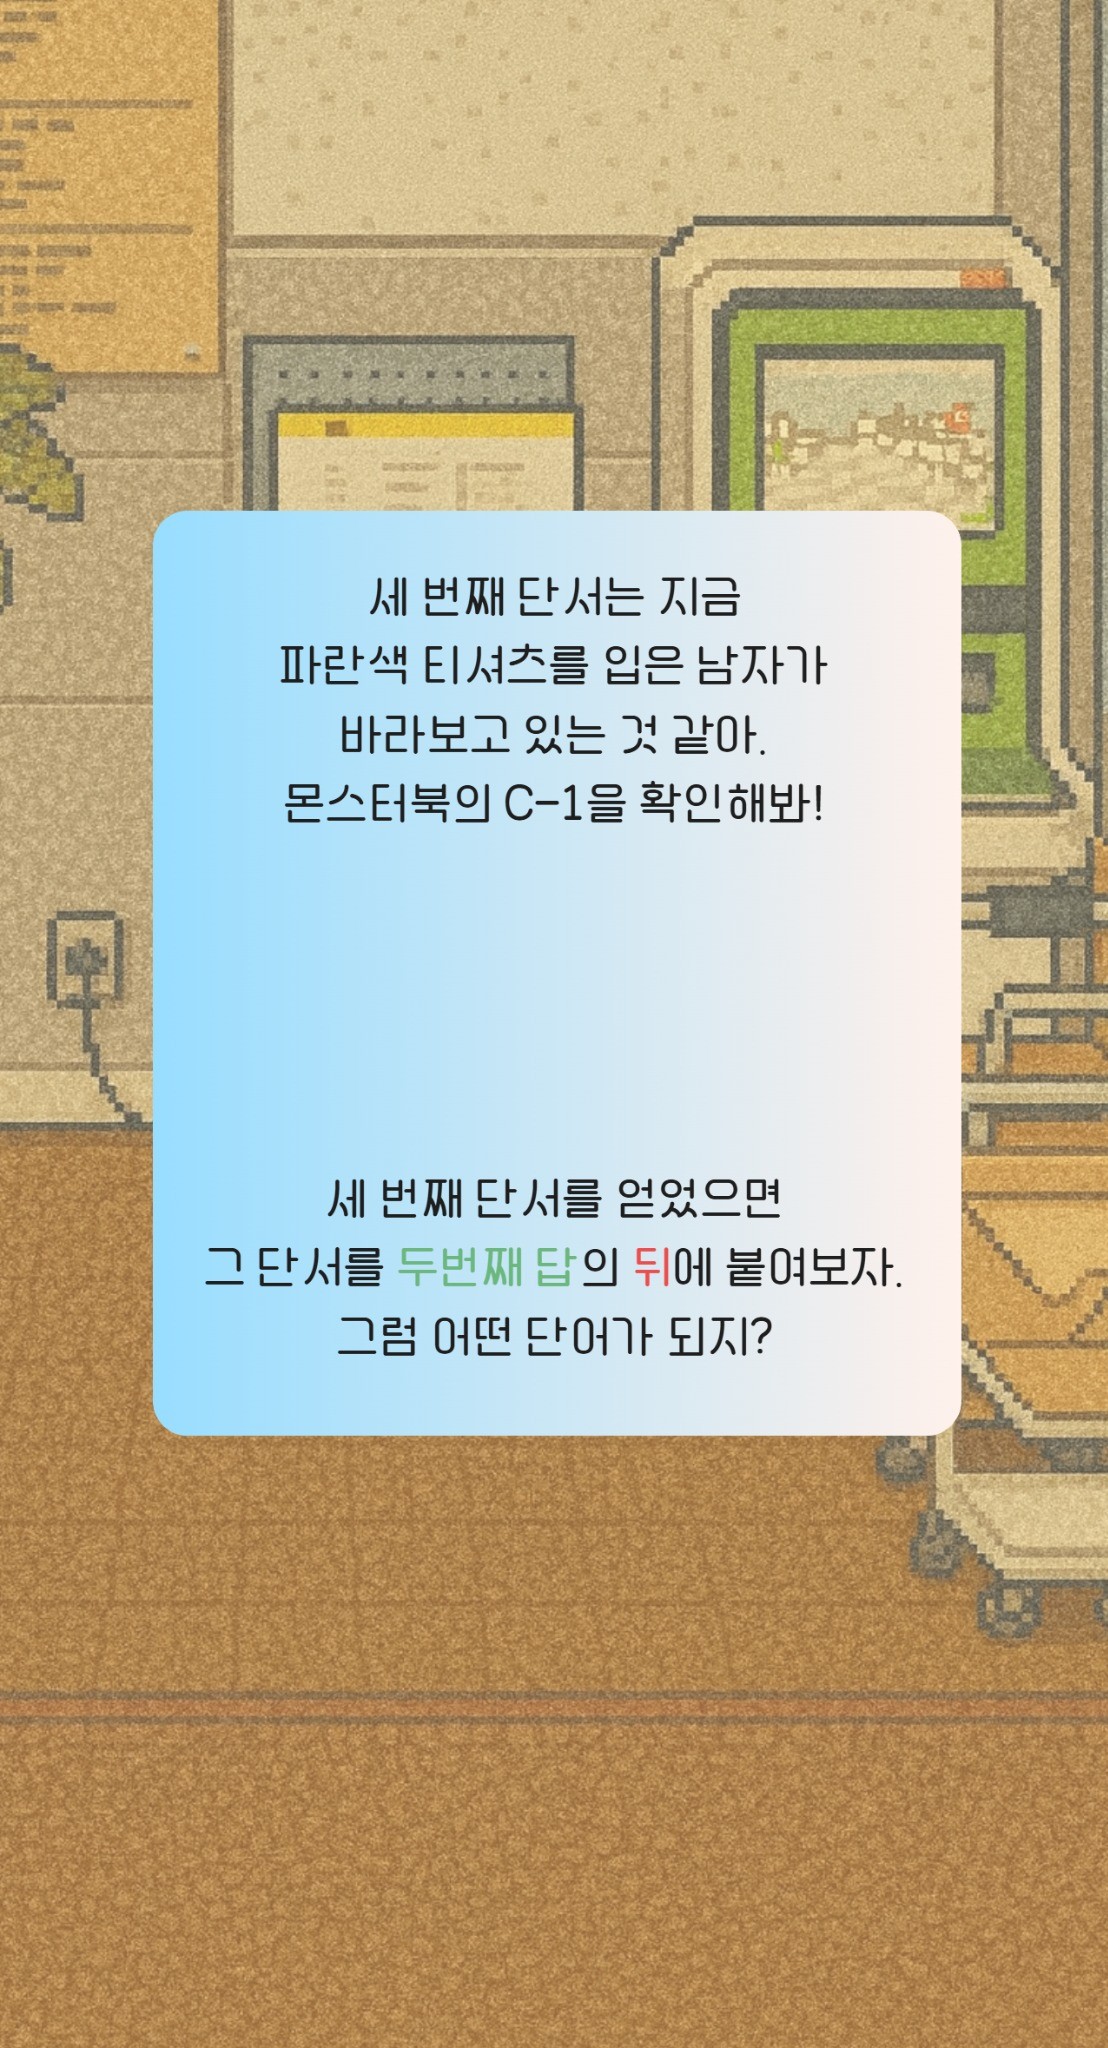 세 번째 단서는 지금
파란색 티셔츠를 입은 남자가
바라보고 있는 것 같아.
몬스터북의 C-1을 확인해봐!
세 번째 단서를 얻었으면
그 단서를 두번째 답의 뒤에 붙여보자.
그럼 어떤 단어가 되지?